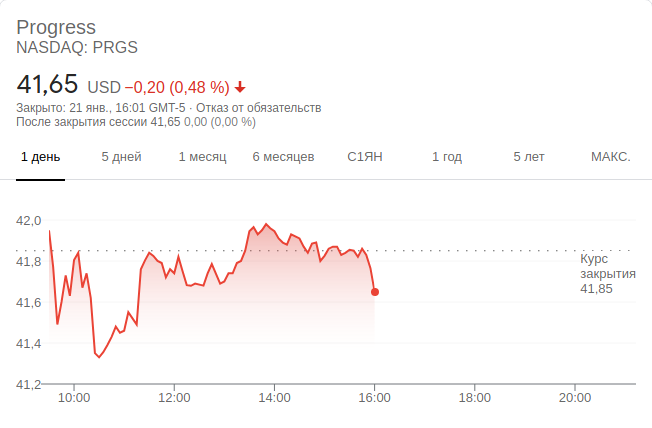 Progress
NASDAQ: PRGS
41,65 USD −0,20 (0,48 %)
Закрыто: 21 янв., 16:01 GMT-5 · Отказ от обязательств
После закрытия сессии 41,65 0,00 (0,00 %)
1 день 5 дней 1 месяц 6 месяцев С1ЯН 1 год 5 лет МАКС.
42,0
41,8
41,6
41,4
41,2
Курс
закрытия
41,85
10:00 12:00 14:00 16:00 18:00 20:00